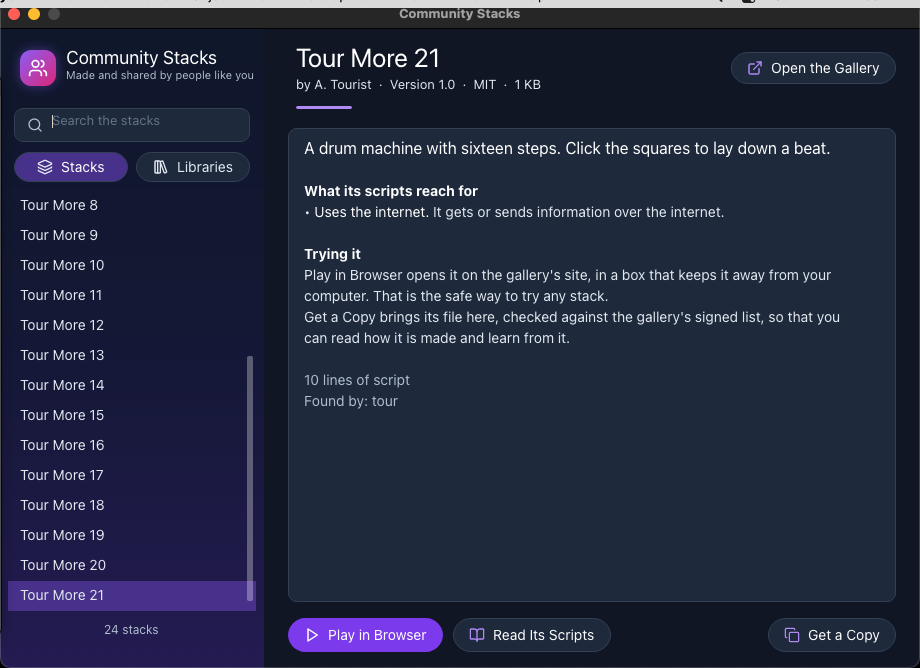 Community Stacks
Community Stacks
Made and shared by people like you
Search the stacks
Stacks
Libraries
Tour More 8
Tour More 9
Tour More 10
Tour More 11
Tour More 12
Tour More 13
Tour More 14
Tour More 15
Tour More 16
Tour More 17
Tour More 18
Tour More 19
Tour More 20
Tour More 21
24 stacks
Tour More 21
by A. Tourist · Version 1.0 · MIT · 1 KB
Open the Gallery
A drum machine with sixteen steps. Click the squares to lay down a beat.
What its scripts reach for
• Uses the internet. It gets or sends information over the internet.
Trying it
Play in Browser opens it on the gallery's site, in a box that keeps it away from your
computer. That is the safe way to try any stack.
Get a Copy brings its file here, checked against the gallery's signed list, so that you
can read how it is made and learn from it.
10 lines of script
Found by: tour
Play in Browser
Read Its Scripts
Get a Copy